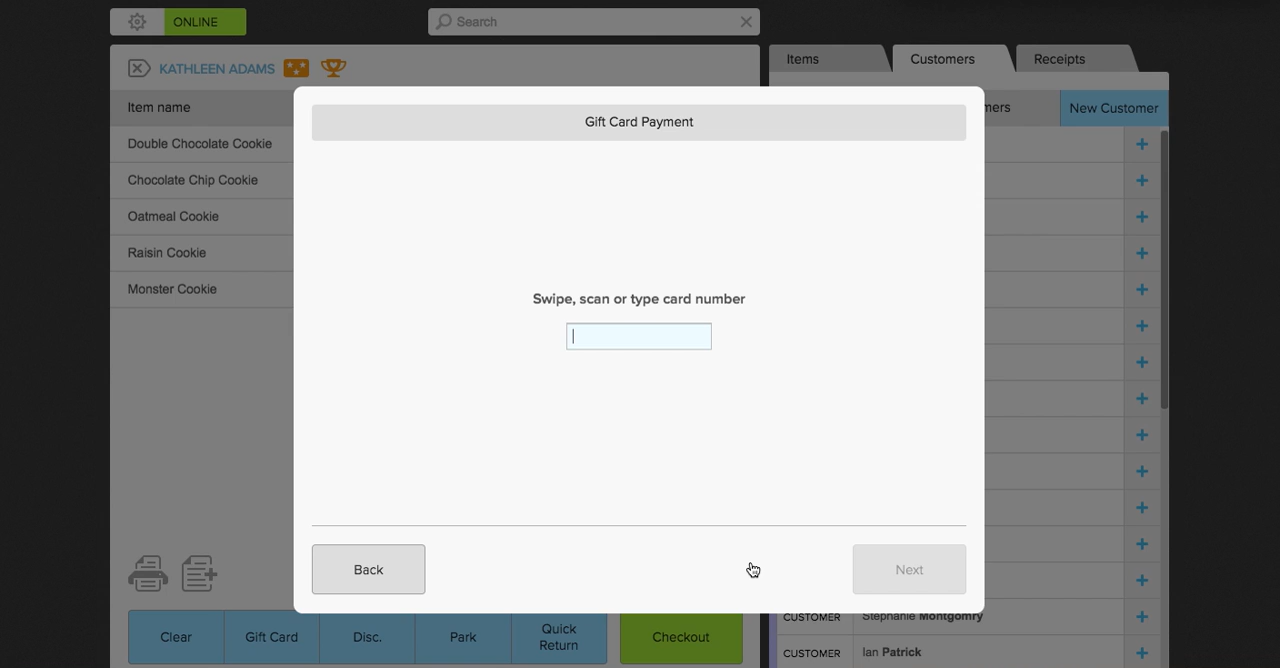 ONLINE
Search
KATHLEEN ADAMS
Items
Customers
Receipts
Item name
New Customer
Double Chocolate Cookie
Chocolate Chip Cookie
Oatmeal Cookie
Raisin Cookie
Monster Cookie
Gift Card Payment
Swipe, scan or type card number
Back
Next
Clear
Gift Card
Disc.
Park
Quick
Return
Checkout
CUSTOMER Stephanie Montgomry
CUSTOMER Ian Patrick